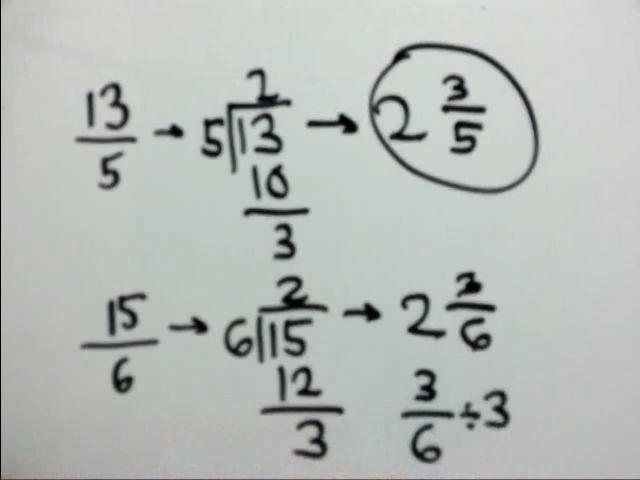 13/5 → 5)13 2 → 2 3/5
10
3
15/6 → 6)15 2 → 2 3/6
12 3/6 ÷3
3